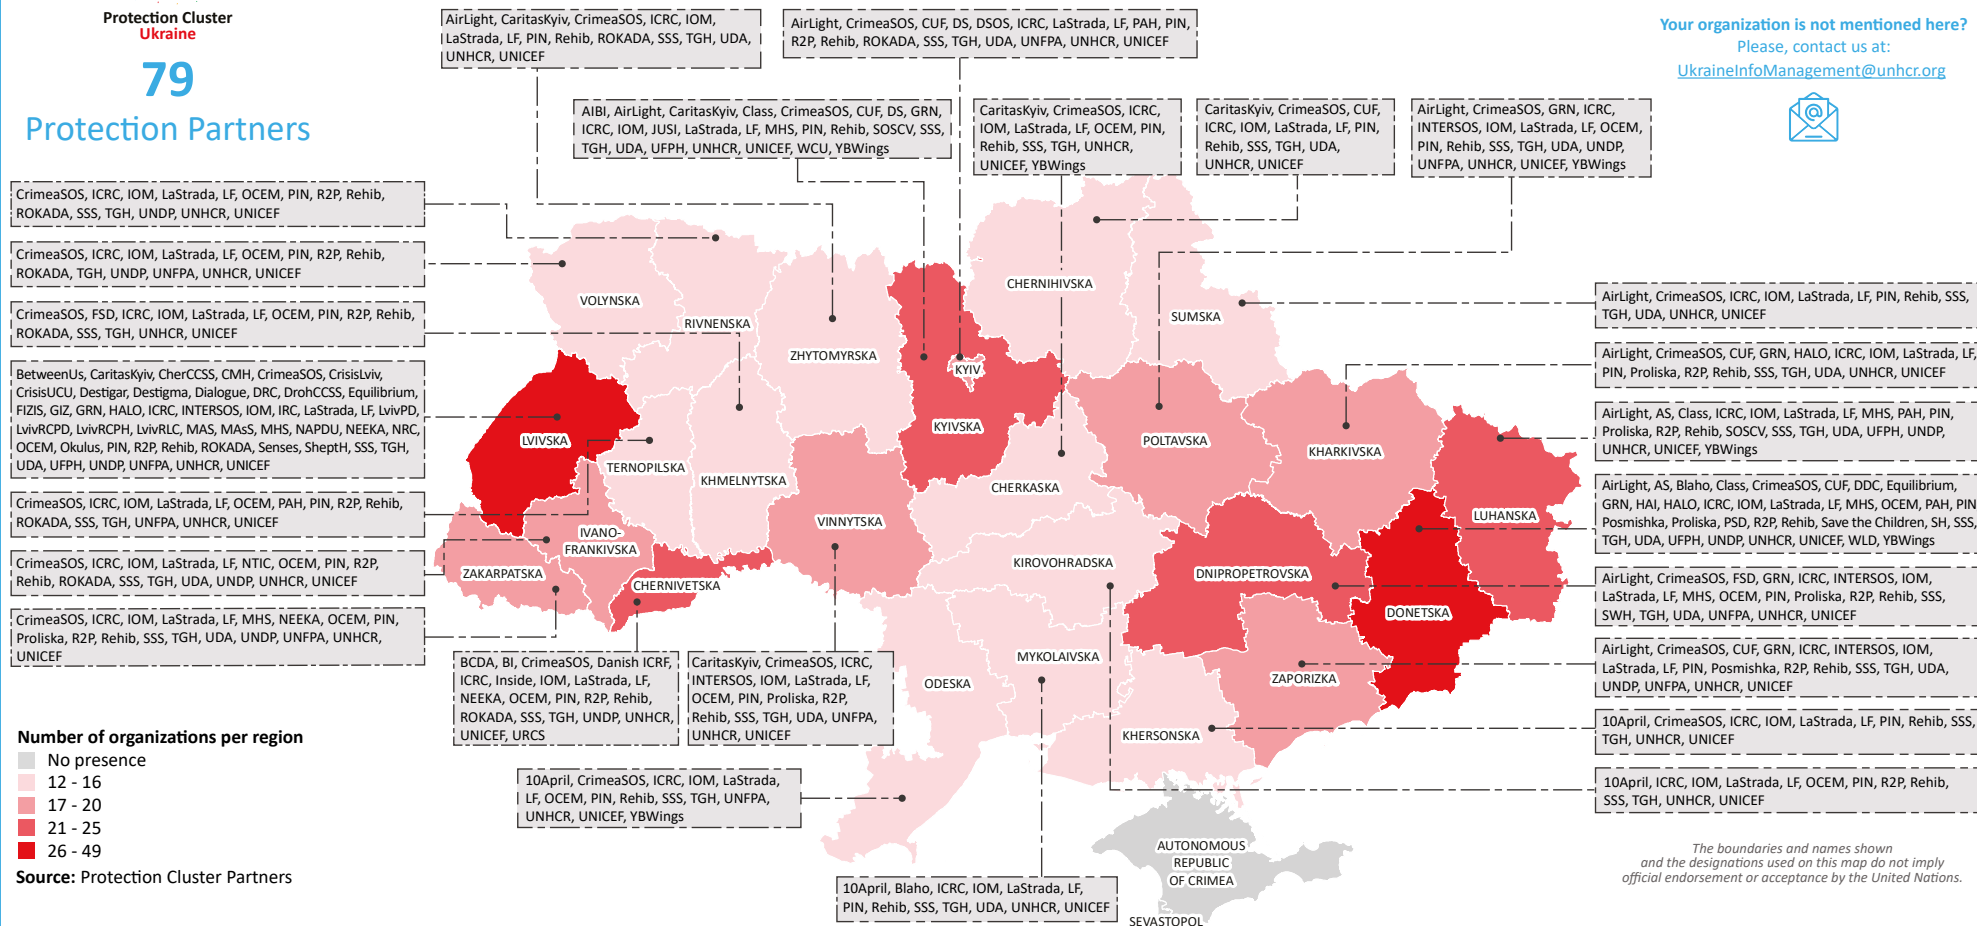 Protection Cluster
Ukraine
79
Protection Partners
AirLight, CaritasKyiv, CrimeaSOS, ICRC, IOM,
LaStrada, LF, PIN, Rehib, ROKADA, SSS, TGH, UDA,
UNHCR, UNICEF
AirLight, CrimeaSOS, CUF, DS, DSOS, ICRC, LaStrada, LF, PAH, PIN,
R2P, Rehib, ROKADA, SSS, TGH, UDA, UNFPA, UNHCR, UNICEF
Your organization is not mentioned here?
Please, contact us at:
UkraineInfoManagement@unhcr.org
AIBI, AirLight, CaritasKyiv, Class, CrimeaSOS, CUF, DS, GRN,
ICRC, IOM, JUSI, LaStrada, LF, MHS, PIN, Rehib, SOSCV, SSS,
TGH, UDA, UFPH, UNHCR, UNICEF, WCU, YBWings
CaritasKyiv, CrimeaSOS, ICRC,
IOM, LaStrada, LF, OCEM, PIN,
Rehib, SSS, TGH, UNHCR,
UNICEF, YBWings
CaritasKyiv, CrimeaSOS, CUF,
ICRC, IOM, LaStrada, LF, PIN,
Rehib, SSS, TGH, UDA,
UNHCR, UNICEF
AirLight, CrimeaSOS, GRN, ICRC,
INTERSOS, IOM, LaStrada, LF, OCEM,
PIN, Rehib, SSS, TGH, UDA, UNDP,
UNFPA, UNHCR, UNICEF, YBWings
CrimeaSOS, ICRC, IOM, LaStrada, LF, OCEM, PIN, R2P, Rehib,
ROKADA, SSS, TGH, UNDP, UNHCR, UNICEF
CrimeaSOS, ICRC, IOM, LaStrada, LF, OCEM, PIN, R2P, Rehib,
ROKADA, TGH, UNDP, UNFPA, UNHCR, UNICEF
CrimeaSOS, FSD, ICRC, IOM, LaStrada, LF, OCEM, PIN, R2P, Rehib,
ROKADA, SSS, TGH, UNHCR, UNICEF
BetweenUs, CaritasKyiv, CherCCSS, CMH, CrimeaSOS, CrisisLviv,
CrisisUCU, Destigar, Destigma, Dialogue, DRC, DrohCCSS, Equilibrium,
FIZIS, GIZ, GRN, HALO, ICRC, INTERSOS, IOM, IRC, LaStrada, LF, LvivPD,
LvivRCPD, LvivRCPH, LvivRLC, MAS, MAsS, MHS, NAPDU, NEEKA, NRC,
OCEM, Okulus, PIN, R2P, Rehib, ROKADA, Senses, SheptH, SSS, TGH,
UDA, UFPH, UNDP, UNFPA, UNHCR, UNICEF
CrimeaSOS, ICRC, IOM, LaStrada, LF, OCEM, PAH, PIN, R2P, Rehib,
ROKADA, SSS, TGH, UNFPA, UNHCR, UNICEF
CrimeaSOS, ICRC, IOM, LaStrada, LF, NTIC, OCEM, PIN, R2P,
Rehib, ROKADA, SSS, TGH, UDA, UNDP, UNHCR, UNICEF
CrimeaSOS, ICRC, IOM, LaStrada, LF, MHS, NEEKA, OCEM, PIN,
Proliska, R2P, Rehib, SSS, TGH, UDA, UNDP, UNFPA, UNHCR,
UNICEF
VOLYNSKA
RIVNENSKA
ZHYTOMYRSKA
KYIV
KYIVSKA
CHERNIHIVSKA
SUMSKA
LVIVSKA
TERNOPILSKA
KHMELNYTSKA
VINNYTSKA
CHERKASKA
POLTAVSKA
KHARKIVSKA
LUHANSKA
IVANO-
FRANKIVSKA
ZAKARPATSKA
CHERNIVETSKA
KIROVOHRADSKA
DNIPROPETROVSKA
DONETSKA
ODESKA
MYKOLAIVSKA
ZAPORIZKA
KHERSONSKA
AUTONOMOUS
REPUBLIC
OF CRIMEA
SEVASTOPOL
AirLight, CrimeaSOS, ICRC, IOM, LaStrada, LF, PIN, Rehib, SSS,
TGH, UDA, UNHCR, UNICEF
AirLight, CrimeaSOS, CUF, GRN, HALO, ICRC, IOM, LaStrada, LF,
PIN, Proliska, R2P, Rehib, SSS, TGH, UDA, UNHCR, UNICEF
AirLight, AS, Class, ICRC, IOM, LaStrada, LF, MHS, PAH, PIN,
Proliska, R2P, Rehib, SOSCV, SSS, TGH, UDA, UFPH, UNDP,
UNHCR, UNICEF, YBWings
AirLight, AS, Blaho, Class, CrimeaSOS, CUF, DDC, Equilibrium,
GRN, HAI, HALO, ICRC, IOM, LaStrada, LF, MHS, OCEM, PAH, PIN
Posmishka, Proliska, PSD, R2P, Rehib, Save the Children, SH, SSS,
TGH, UDA, UFPH, UNDP, UNHCR, UNICEF, WLD, YBWings
AirLight, CrimeaSOS, FSD, GRN, ICRC, INTERSOS, IOM,
LaStrada, LF, MHS, OCEM, PIN, Proliska, R2P, Rehib, SSS,
SWH, TGH, UDA, UNFPA, UNHCR, UNICEF
AirLight, CrimeaSOS, CUF, GRN, ICRC, INTERSOS, IOM,
LaStrada, LF, PIN, Posmishka, R2P, Rehib, SSS, TGH, UDA,
UNDP, UNFPA, UNHCR, UNICEF
10April, CrimeaSOS, ICRC, IOM, LaStrada, LF, PIN, Rehib, SSS,
TGH, UNHCR, UNICEF
10April, ICRC, IOM, LaStrada, LF, OCEM, PIN, R2P, Rehib,
SSS, TGH, UNHCR, UNICEF
BCDA, BI, CrimeaSOS, Danish ICRF,
ICRC, Inside, IOM, LaStrada, LF,
NEEKA, OCEM, PIN, R2P, Rehib,
ROKADA, SSS, TGH, UNDP, UNHCR,
UNICEF, URCS
CaritasKyiv, CrimeaSOS, ICRC,
INTERSOS, IOM, LaStrada, LF,
OCEM, PIN, Proliska, R2P,
Rehib, SSS, TGH, UDA, UNFPA,
UNHCR, UNICEF
10April, CrimeaSOS, ICRC, IOM, LaStrada,
LF, OCEM, PIN, Rehib, SSS, TGH, UNFPA,
UNHCR, UNICEF, YBWings
10April, Blaho, ICRC, IOM, LaStrada, LF,
PIN, Rehib, SSS, TGH, UDA, UNHCR, UNICEF
Number of organizations per region
No presence
12 - 16
17 - 20
21 - 25
26 - 49
Source: Protection Cluster Partners
The boundaries and names shown
and the designations used on this map do not imply
official endorsement or acceptance by the United Nations.